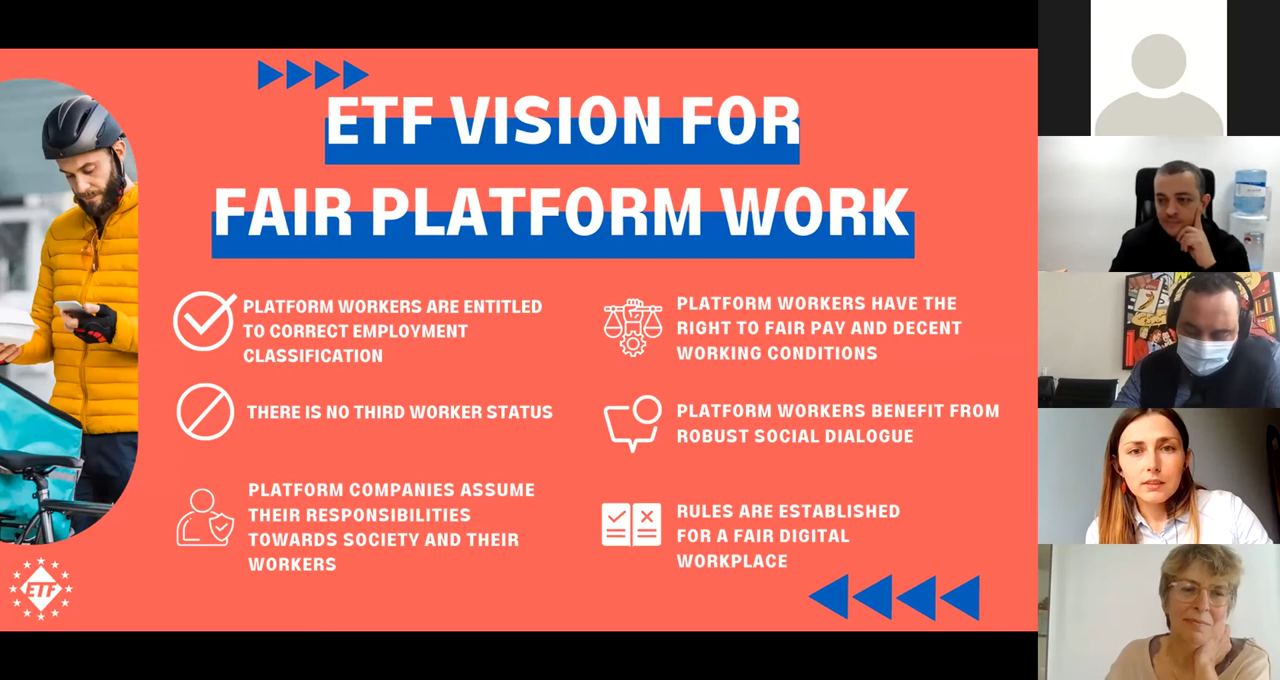 ETF VISION FOR
FAIR PLATFORM WORK
PLATFORM WORKERS ARE ENTITLED
TO CORRECT EMPLOYMENT
CLASSIFICATION
THERE IS NO THIRD WORKER STATUS
PLATFORM COMPANIES ASSUME
THEIR RESPONSIBILITIES
TOWARDS SOCIETY AND THEIR
WORKERS
PLATFORM WORKERS HAVE THE
RIGHT TO FAIR PAY AND DECENT
WORKING CONDITIONS
PLATFORM WORKERS BENEFIT FROM
ROBUST SOCIAL DIALOGUE
RULES ARE ESTABLISHED
FOR A FAIR DIGITAL
WORKPLACE
ETF